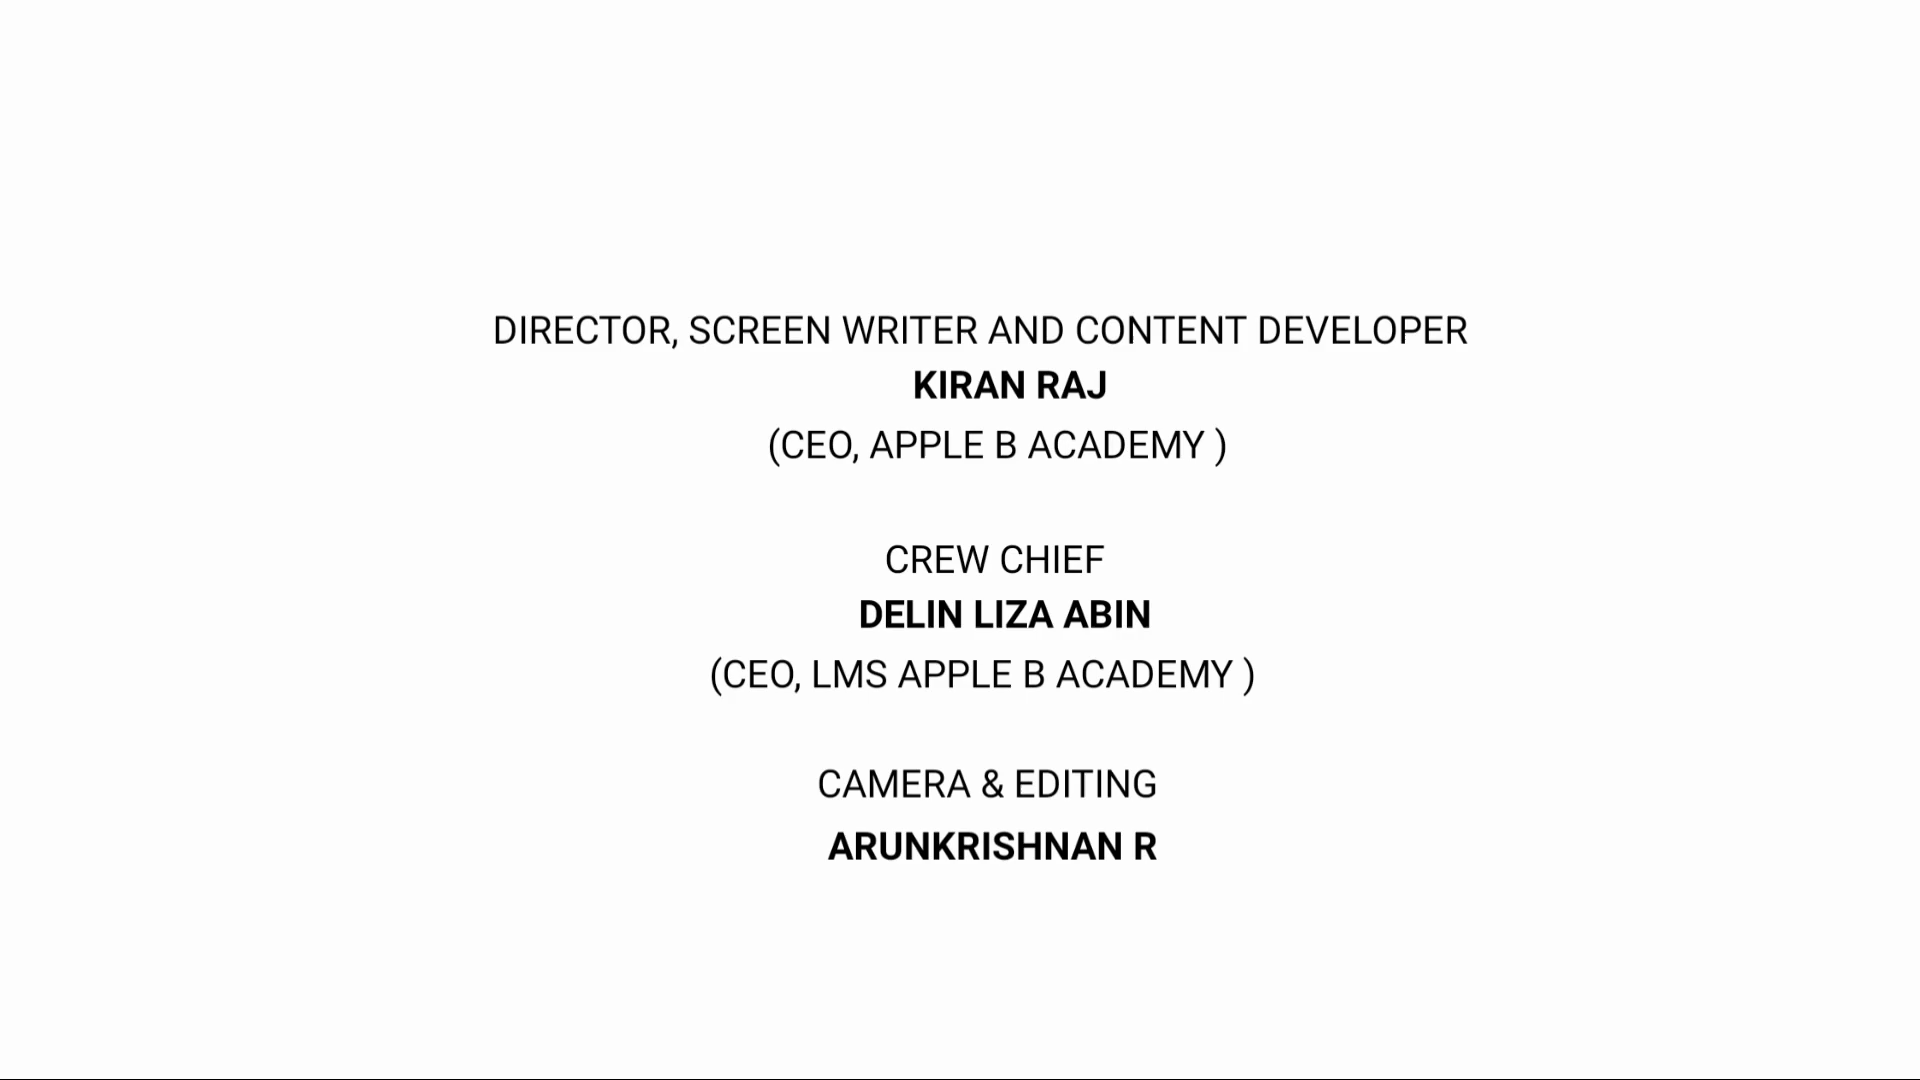 DIRECTOR, SCREEN WRITER AND CONTENT DEVELOPER
KIRAN RAJ
(CEO, APPLE B ACADEMY )
CREW CHIEF
DELIN LIZA ABIN
(CEO, LMS APPLE B ACADEMY )
CAMERA & EDITING
ARUNKRISHNAN R